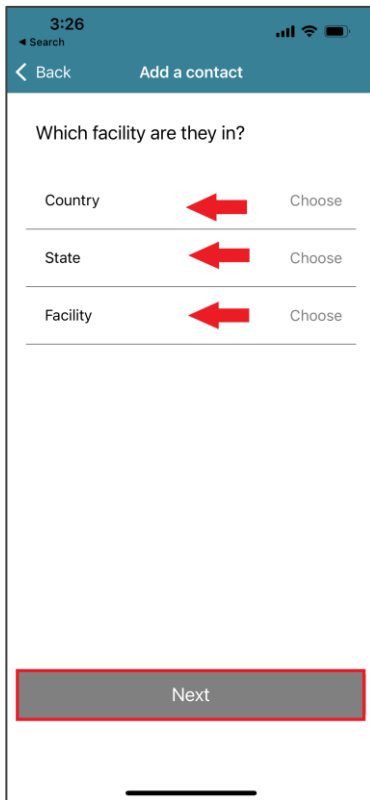 3:26
Search
Back Add a contact
Which facility are they in?
Country Choose
State Choose
Facility Choose
Next